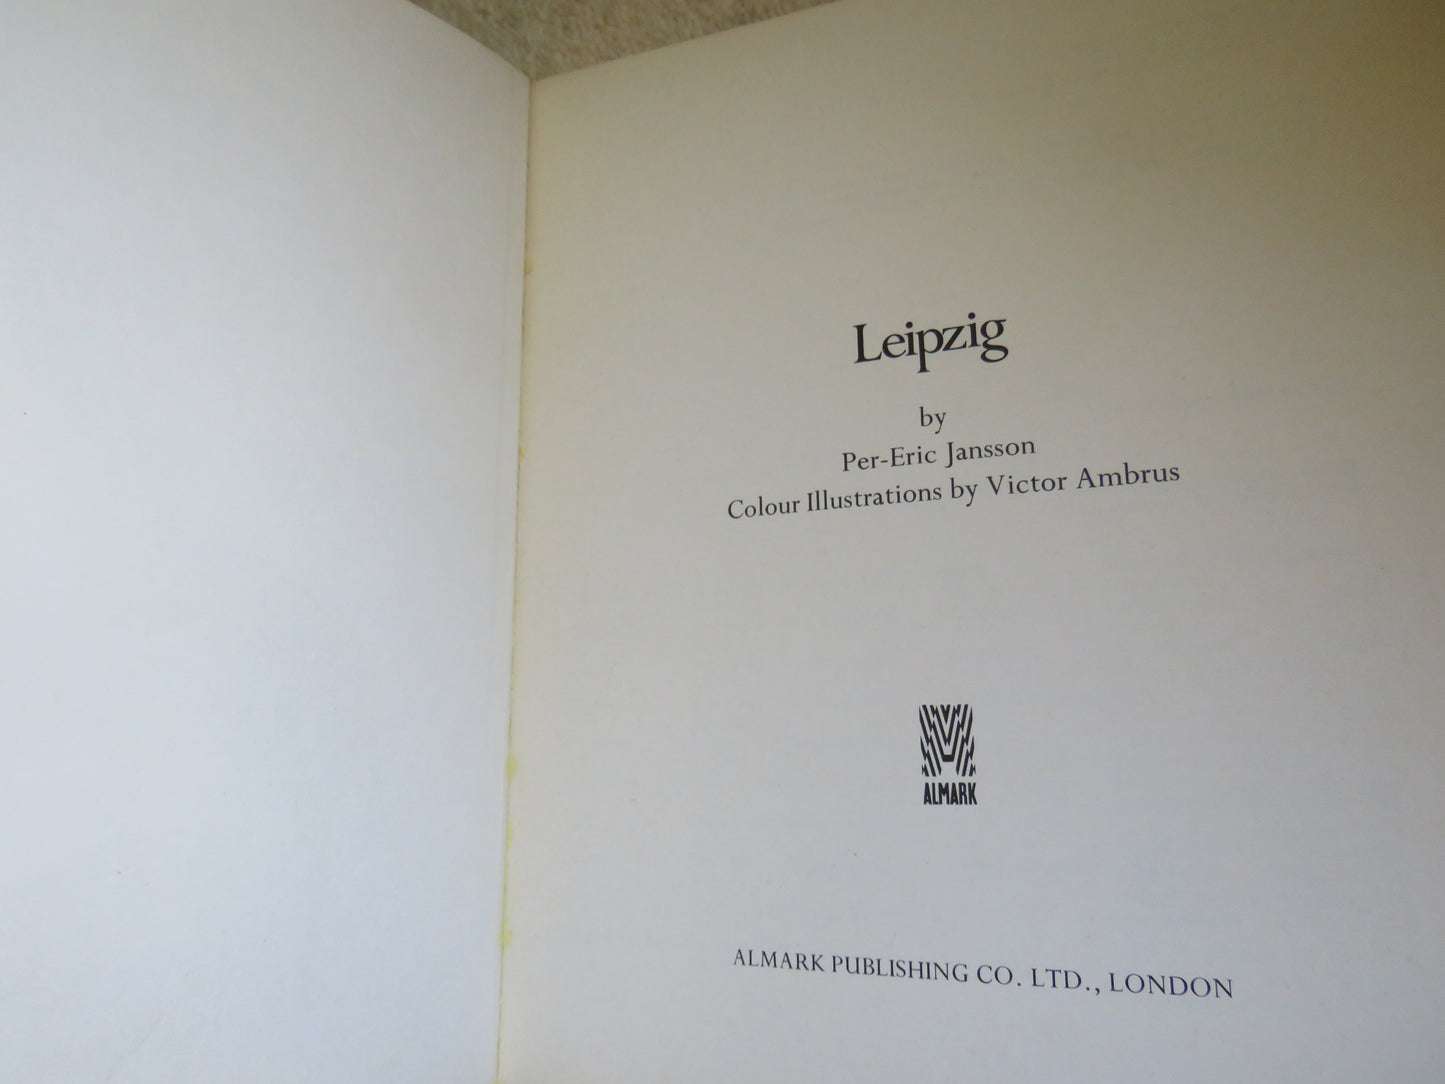 Leipzig
by
Per-Eric Jansson
Colour Illustrations by Victor Ambrus
ALMARK
ALMARK PUBLISHING CO. LTD., LONDON